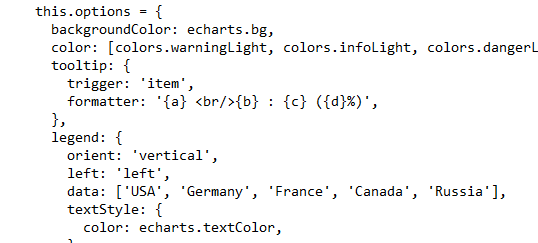 this.options = {
backgroundColor: echarts.bg,
color: [colors.warningLight, colors.infoLight, colors.dangerL
tooltip: {
trigger: 'item',
formatter: '{a} <br/>{b} : {c} ({d}%)',
},
legend: {
orient: 'vertical',
left: 'left',
data: ['USA', 'Germany', 'France', 'Canada', 'Russia'],
textStyle: {
color: echarts.textColor,